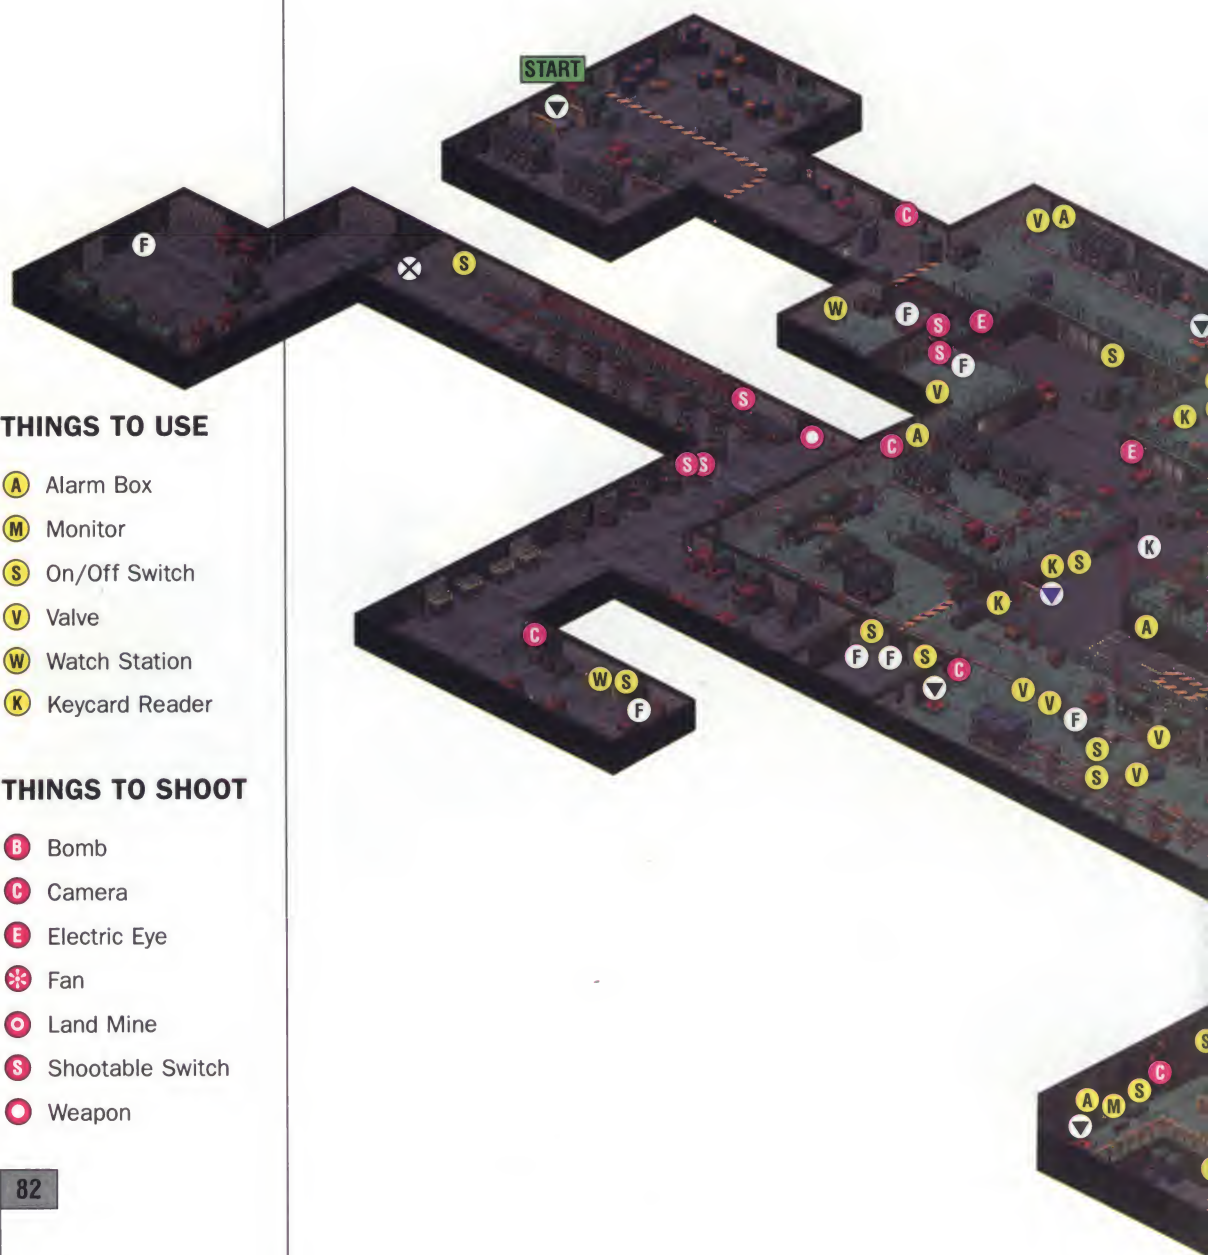 START
C
V A
F
S
W
F
S
E
S
F
S
V
S
K
C A
E
S S
K
K S
K
C
S
A
F F
S
C
W S
F
V
V
F
V
S
S
V
THINGS TO USE
A Alarm Box
M Monitor
S On/Off Switch
V Valve
W Watch Station
K Keycard Reader
THINGS TO SHOOT
B Bomb
C Camera
E Electric Eye
Fan
Land Mine
S Shootable Switch
Weapon
S
C
S
A M
82